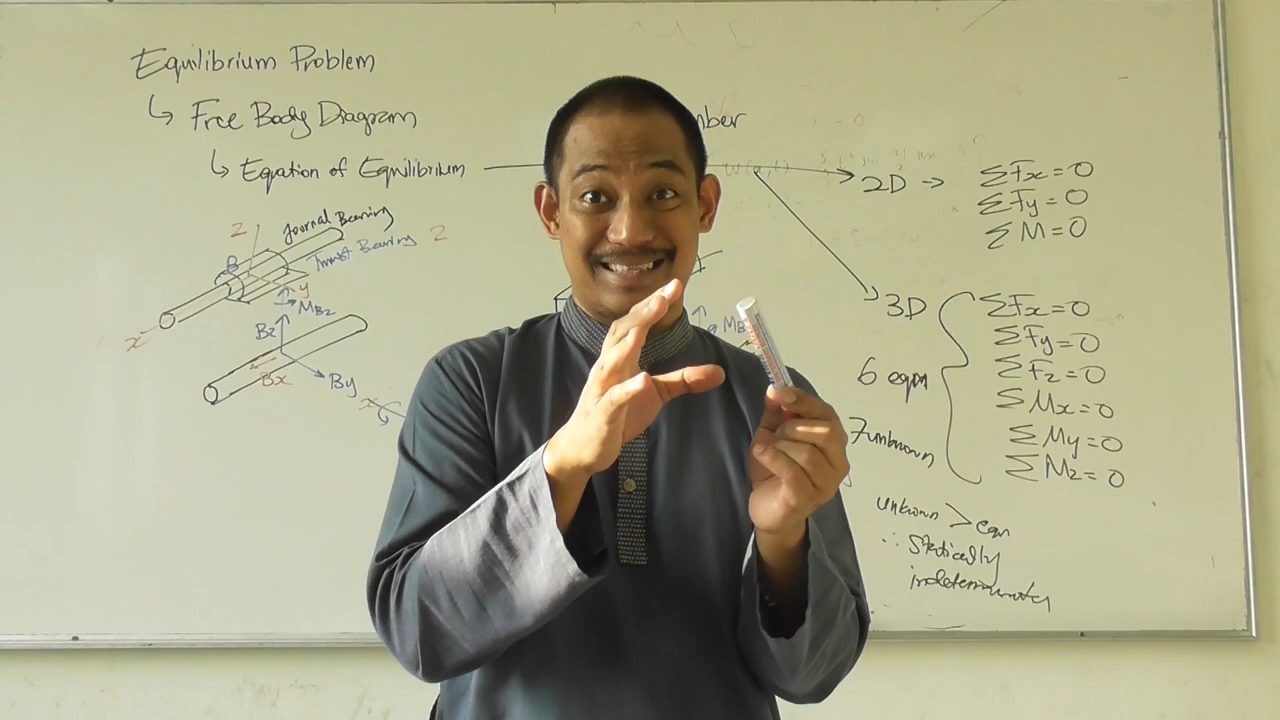 Equilibrium Problem
↳ Free Body Diagram
↳ Equation of Equilibrium
2D →
ΣFx=0
ΣFy=0
ΣM=0
Journal Bearing
Thrust Bearing
z
z
B
y
x
MBz
Bz
Bx
By
x
MB
3D
6 eqn
7 unknown
ΣFx=0
ΣFy=0
ΣFz=0
ΣMx=0
ΣMy=0
ΣMz=0
unknown > eqn
∴ Statically